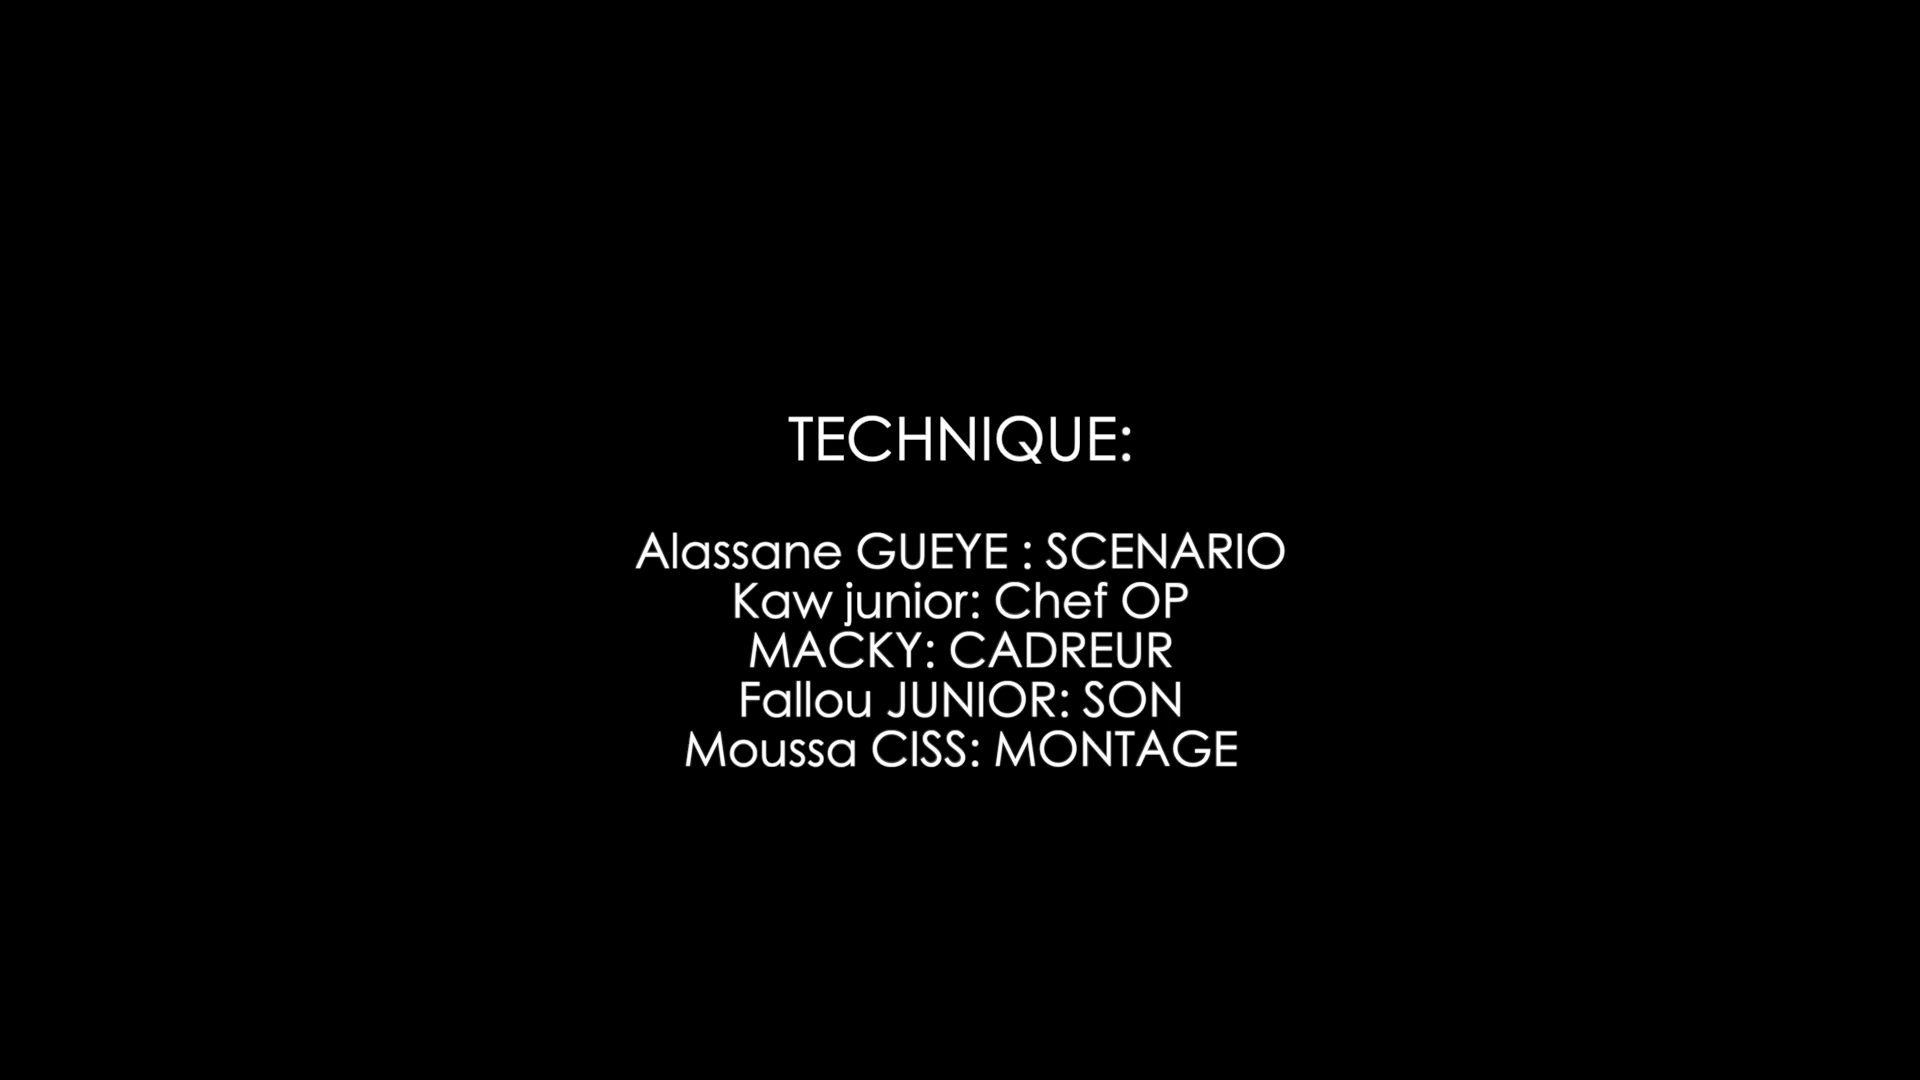 TECHNIQUE:
Alassane GUEYE : SCENARIO
Kaw junior: Chef OP
MACKY: CADREUR
Fallou JUNIOR: SON
Moussa CISS: MONTAGE